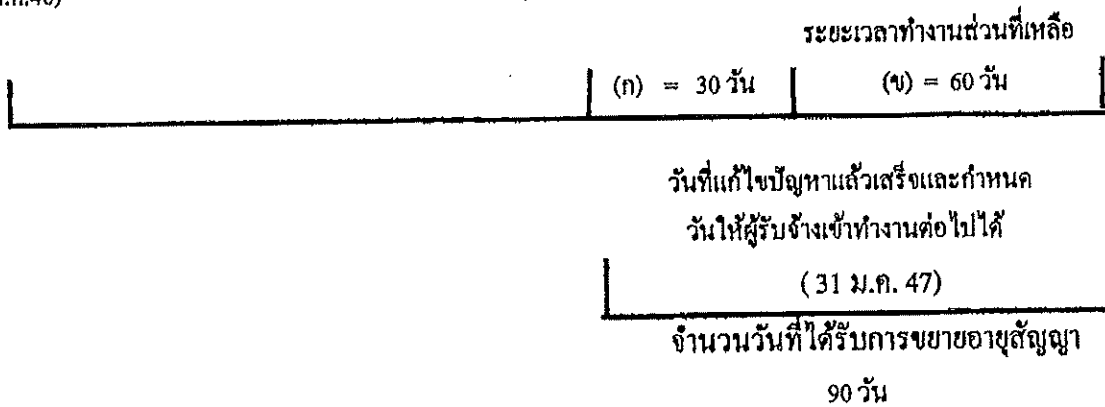 ระยะเวลาทำงานส่วนที่เหลือ
(ก) = 30 วัน (ข) = 60 วัน
วันที่แก้ไขปัญหาแล้วเสร็จและกำหนด
วันให้ผู้รับจ้างเข้าทำงานต่อไปได้
( 31 ม.ค. 47)
จำนวนวันที่ได้รับการขยายอายุสัญญา
90 วัน